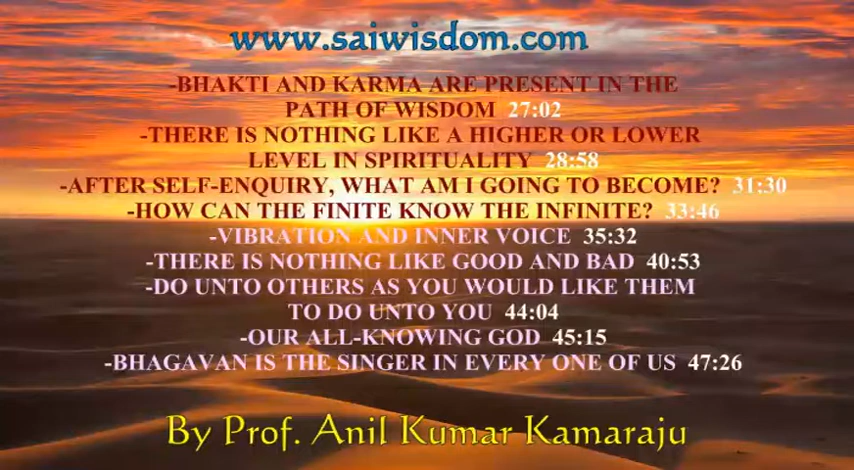 www.saiwisdom.com
-BHAKTI AND KARMA ARE PRESENT IN THE
PATH OF WISDOM 27:02
-THERE IS NOTHING LIKE A HIGHER OR LOWER
LEVEL IN SPIRITUALITY 28:58
-AFTER SELF-ENQUIRY, WHAT AM I GOING TO BECOME? 31:30
-HOW CAN THE FINITE KNOW THE INFINITE? 33:46
-VIBRATION AND INNER VOICE 35:32
-THERE IS NOTHING LIKE GOOD AND BAD 40:53
-DO UNTO OTHERS AS YOU WOULD LIKE THEM
TO DO UNTO YOU 44:04
-OUR ALL-KNOWING GOD 45:15
-BHAGAVAN IS THE SINGER IN EVERY ONE OF US 47:26
By Prof. Anil Kumar Kamaraju